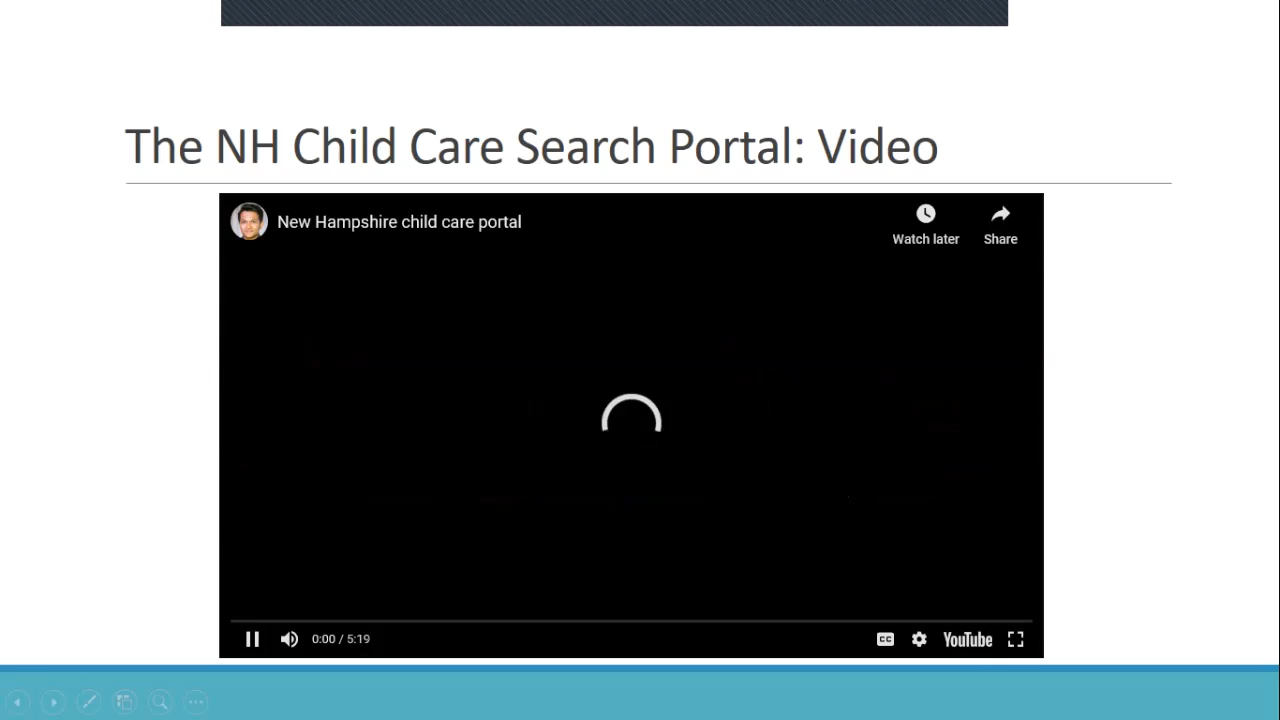 The NH Child Care Search Portal: Video
New Hampshire child care portal
Watch later
Share
0:00 / 5:19
CC
YouTube